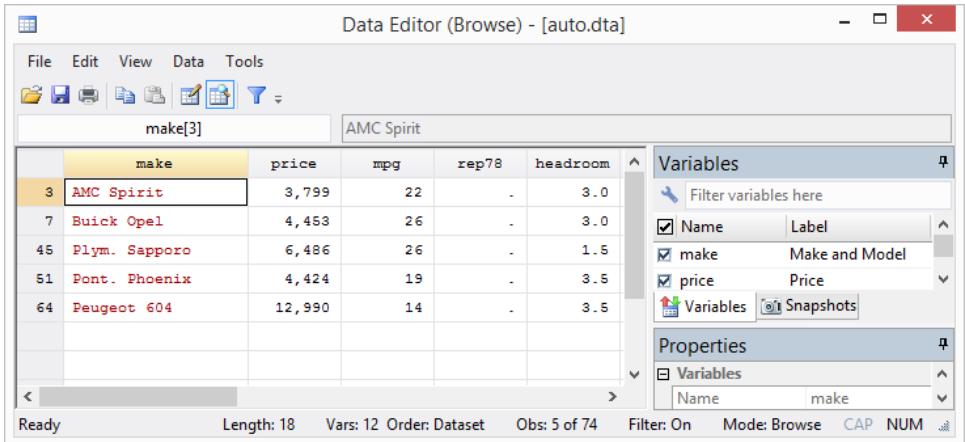 Data Editor (Browse) - [auto.dta]
File Edit View Data Tools
make[3] AMC Spirit
make price mpg rep78 headroom
3 AMC Spirit 3,799 22 . 3.0
7 Buick Opel 4,453 26 . 3.0
45 Plym. Sapporo 6,486 26 . 1.5
51 Pont. Phoenix 4,424 19 . 3.5
64 Peugeot 604 12,990 14 . 3.5
Variables
Filter variables here
Name Label
make Make and Model
price Price
Variables Snapshots
Properties
Variables
Name make
Ready Length: 18 Vars: 12 Order: Dataset Obs: 5 of 74 Filter: On Mode: Browse CAP NUM